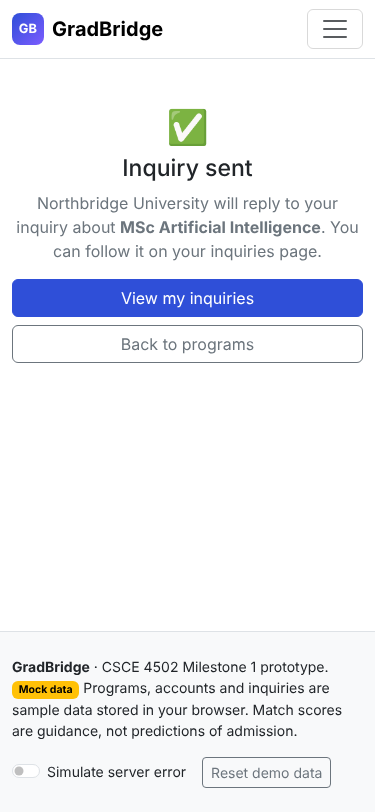 GB GradBridge
Inquiry sent
Northbridge University will reply to your
inquiry about MSc Artificial Intelligence. You
can follow it on your inquiries page.
View my inquiries
Back to programs
GradBridge · CSCE 4502 Milestone 1 prototype.
Mock data Programs, accounts and inquiries are
sample data stored in your browser. Match scores
are guidance, not predictions of admission.
Simulate server error Reset demo data